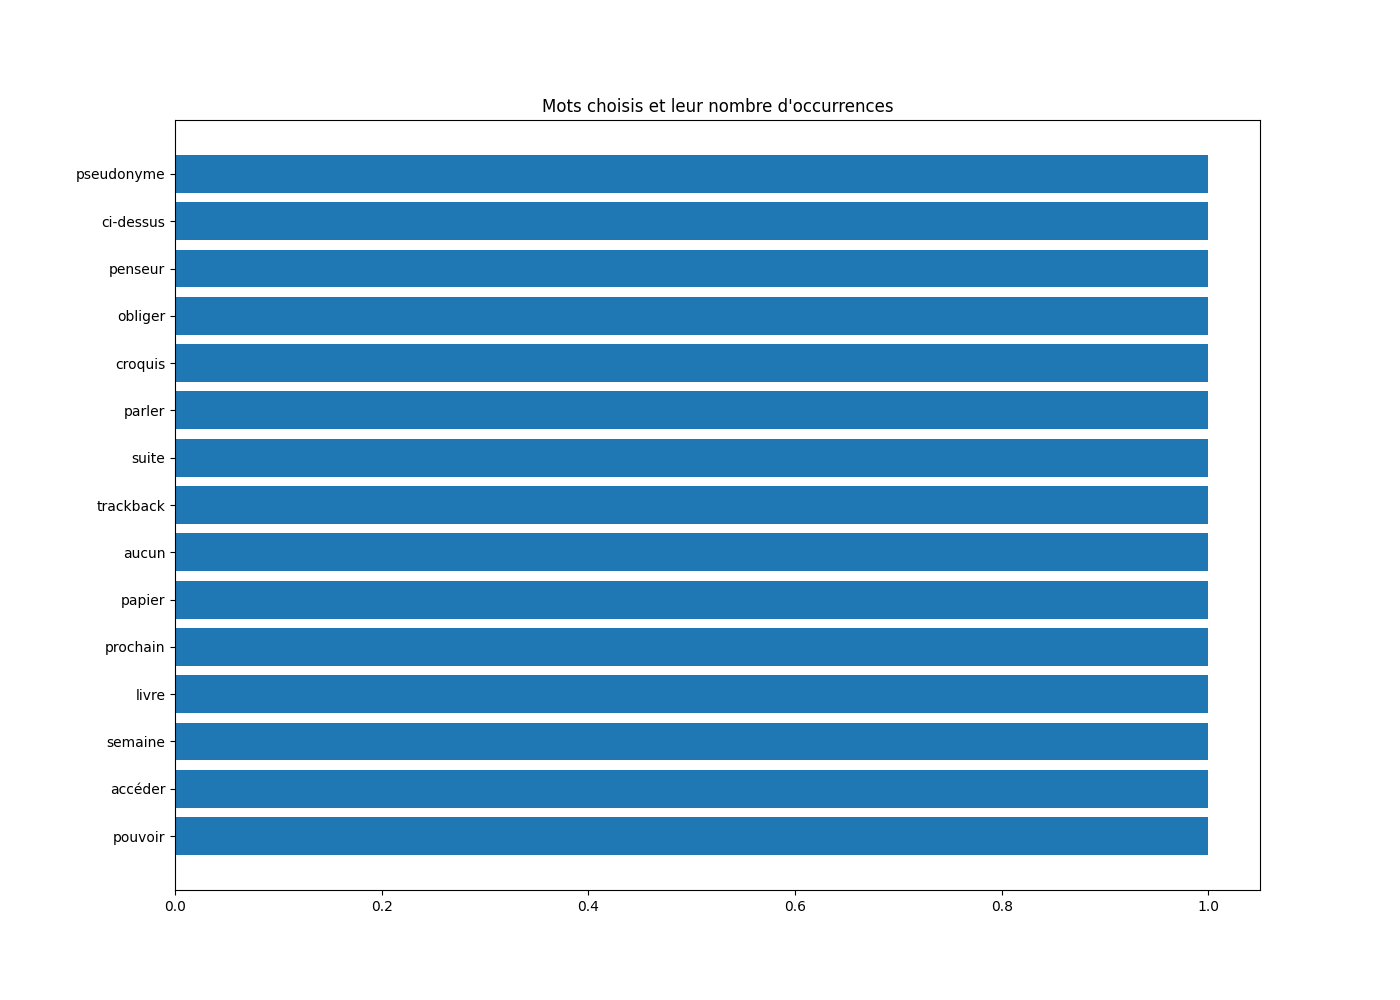 Mots choisis et leur nombre d'occurrences
pseudonyme
ci-dessus
penseur
obliger
croquis
parler
suite
trackback
aucun
papier
prochain
livre
semaine
accéder
pouvoir
0.0 0.2 0.4 0.6 0.8 1.0